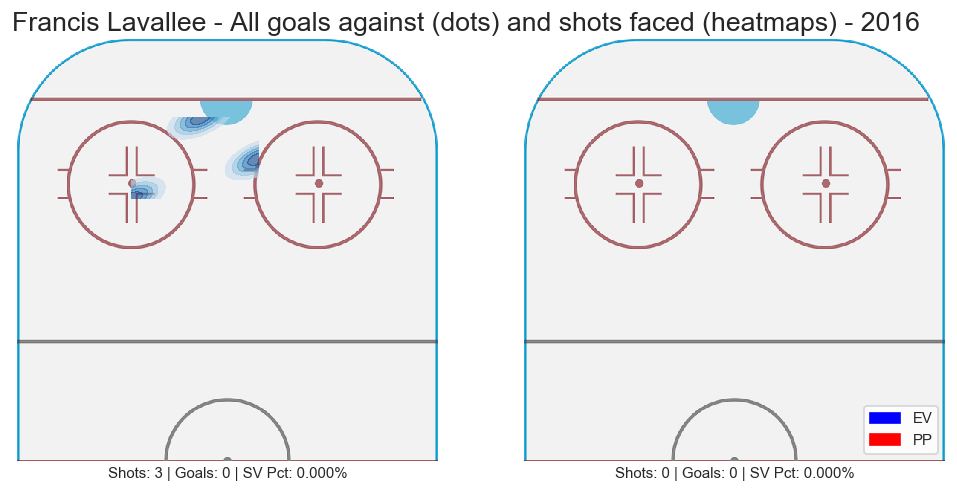 Francis Lavallee - All goals against (dots) and shots faced (heatmaps) - 2016
EV
PP
Shots: 3 | Goals: 0 | SV Pct: 0.000%
Shots: 0 | Goals: 0 | SV Pct: 0.000%